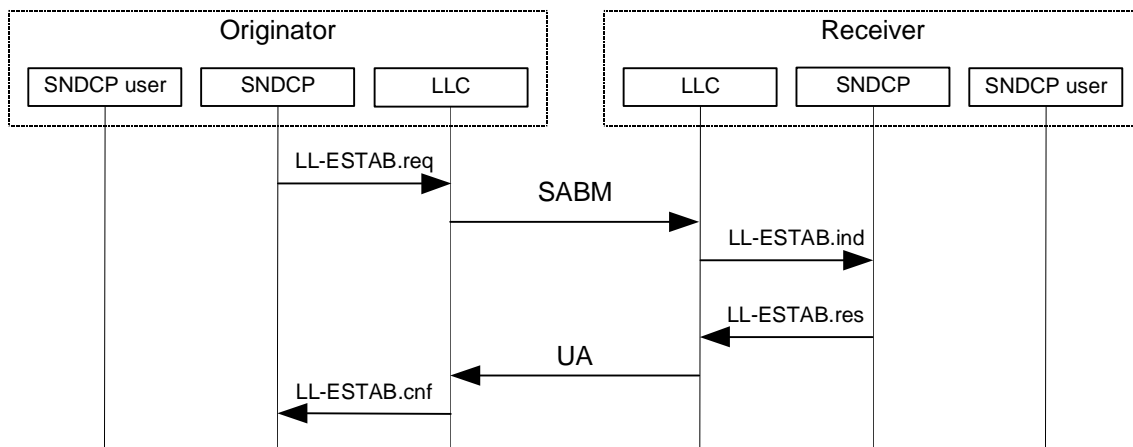 Originator
Receiver
SNDCP user
SNDCP
LLC
LLC
SNDCP
SNDCP user
LL-ESTAB.req
SABM
LL-ESTAB.ind
LL-ESTAB.res
UA
LL-ESTAB.cnf